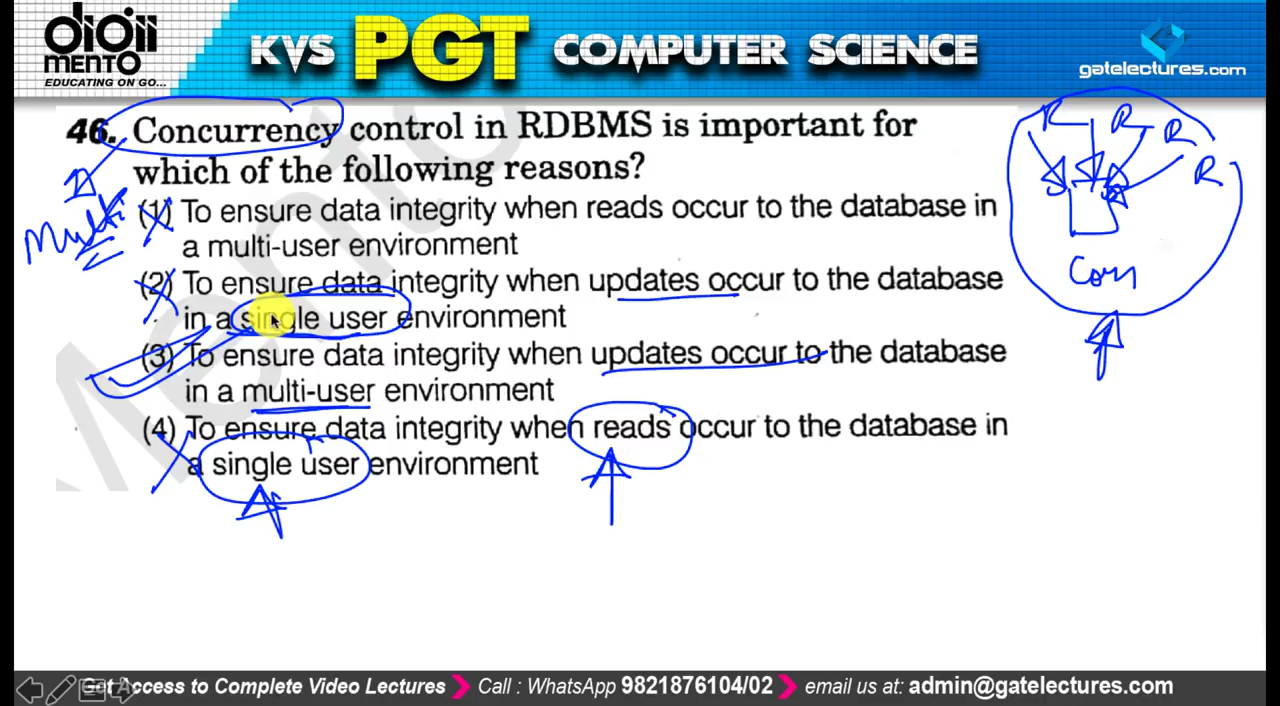 digii
MENTO
EDUCATING ON GO...
KVS PGT COMPUTER SCIENCE
gatelectures.com
46. Concurrency control in RDBMS is important for
which of the following reasons?
(1) To ensure data integrity when reads occur to the database in
a multi-user environment
(2) To ensure data integrity when updates occur to the database
in a single user environment
(3) To ensure data integrity when updates occur to the database
in a multi-user environment
(4) To ensure data integrity when reads occur to the database in
a single user environment
Multi
R R R R
Get Access to Complete Video Lectures Call : WhatsApp 9821876104/02 email us at: admin@gatelectures.com